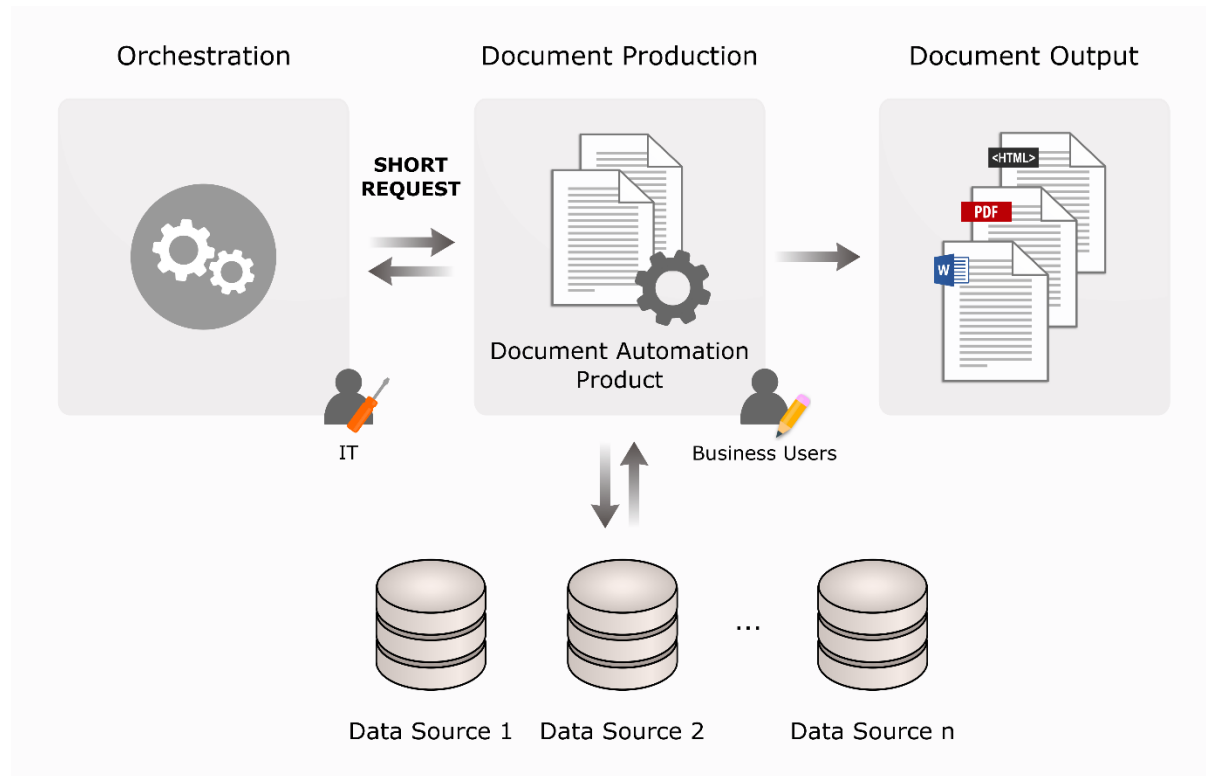 Orchestration
Document Production
Document Output
SHORT
REQUEST
<HTML>
PDF
W
Document Automation
Product
IT
Business Users
...
Data Source 1
Data Source 2
Data Source n